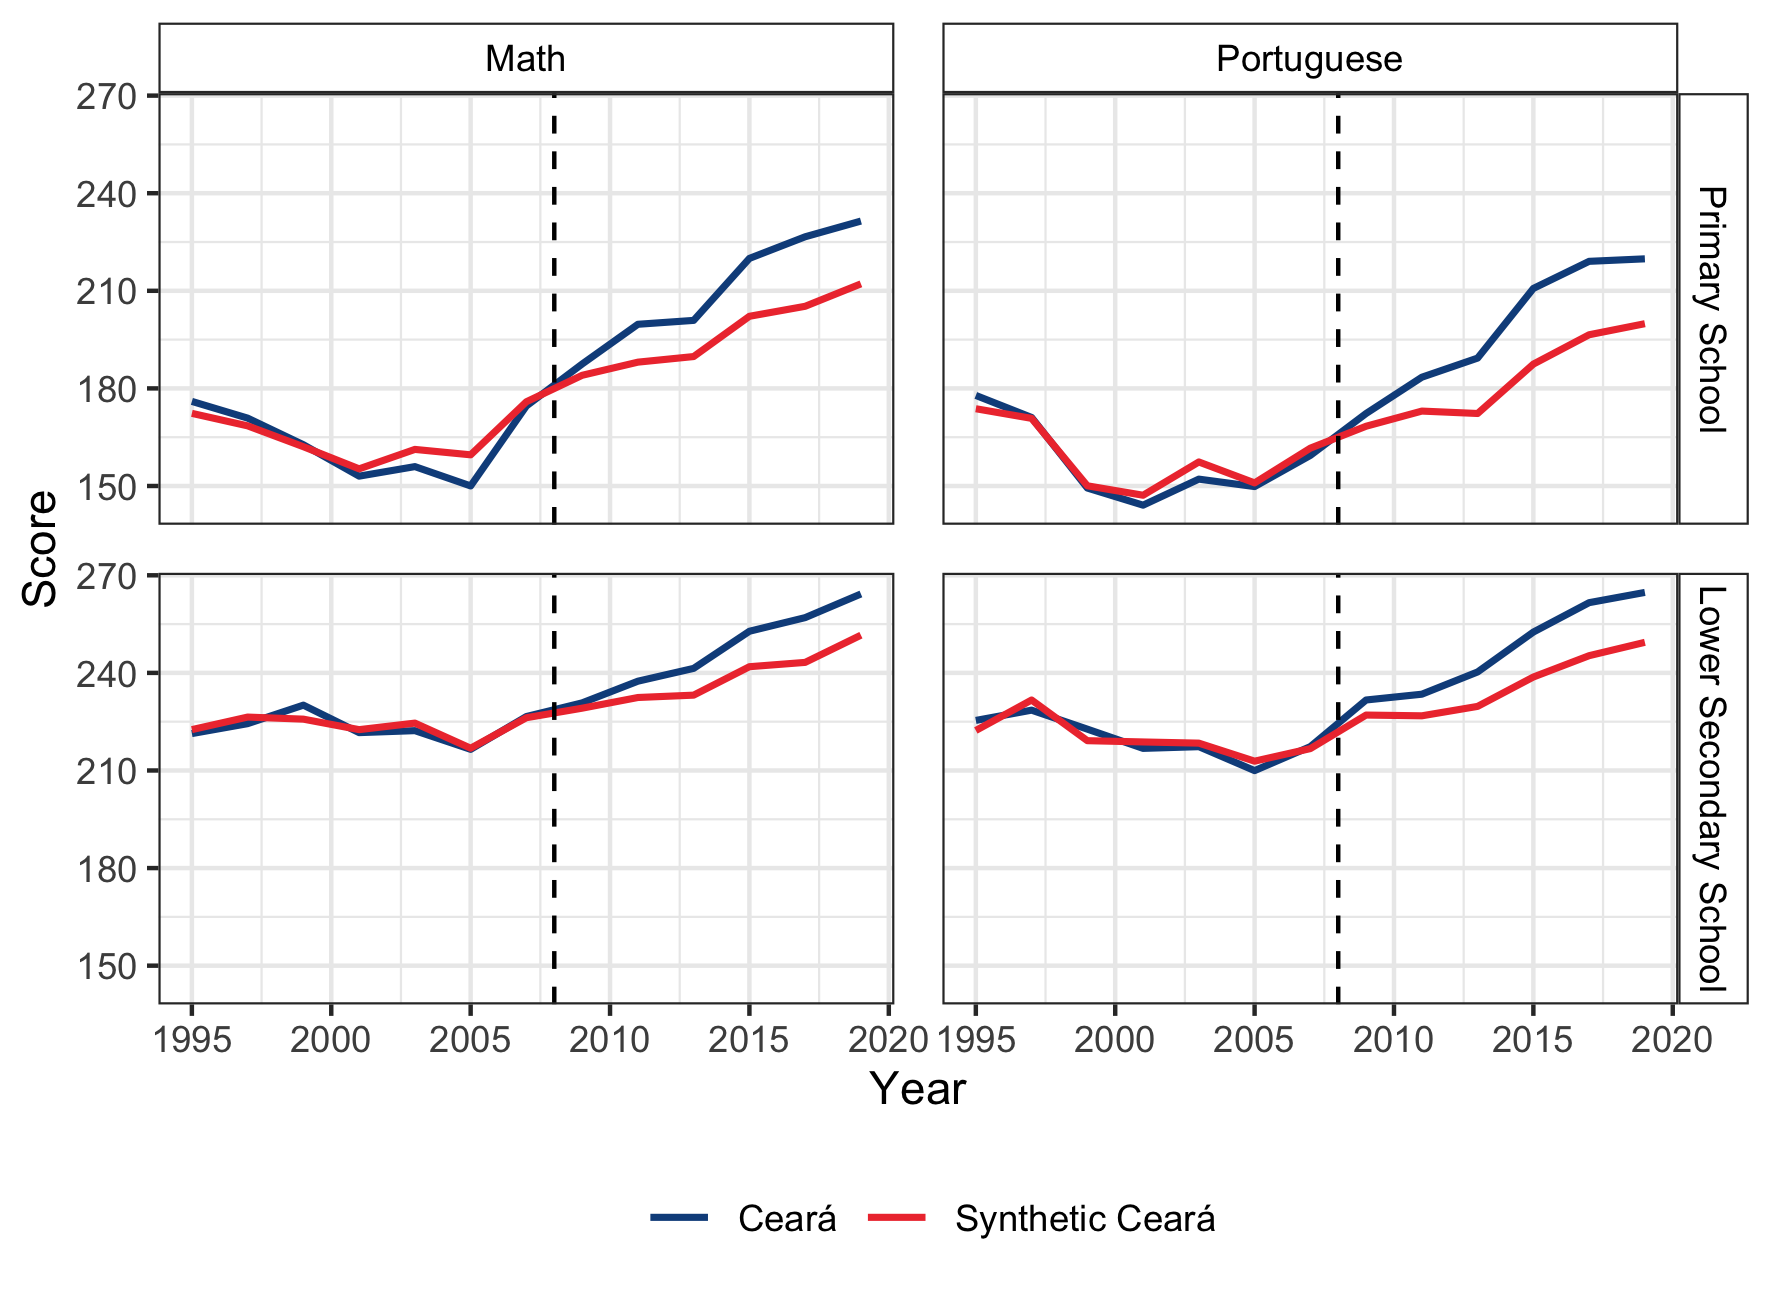 Math
Portuguese
270
240
210
180
150
Primary School
Score
270
240
210
180
150
Lower Secondary School
1995 2000 2005 2010 2015 2020 1995 2000 2005 2010 2015 2020
Year
Ceará Synthetic Ceará